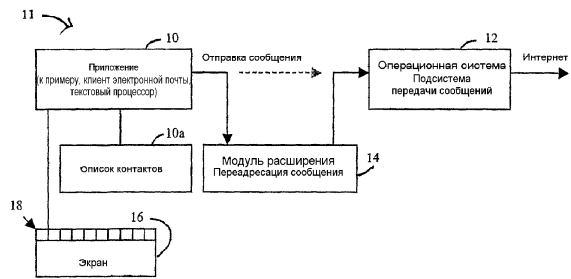 11
10
Приложение
(к примеру, клиент электронной почты,
текстовый процессор)
Отправка сообщения
12
Операционная система
Подсистема
передачи сообщений
Интернет
10a
Список контактов
Модуль расширения
Переадресация сообщения
14
18
16
Экран